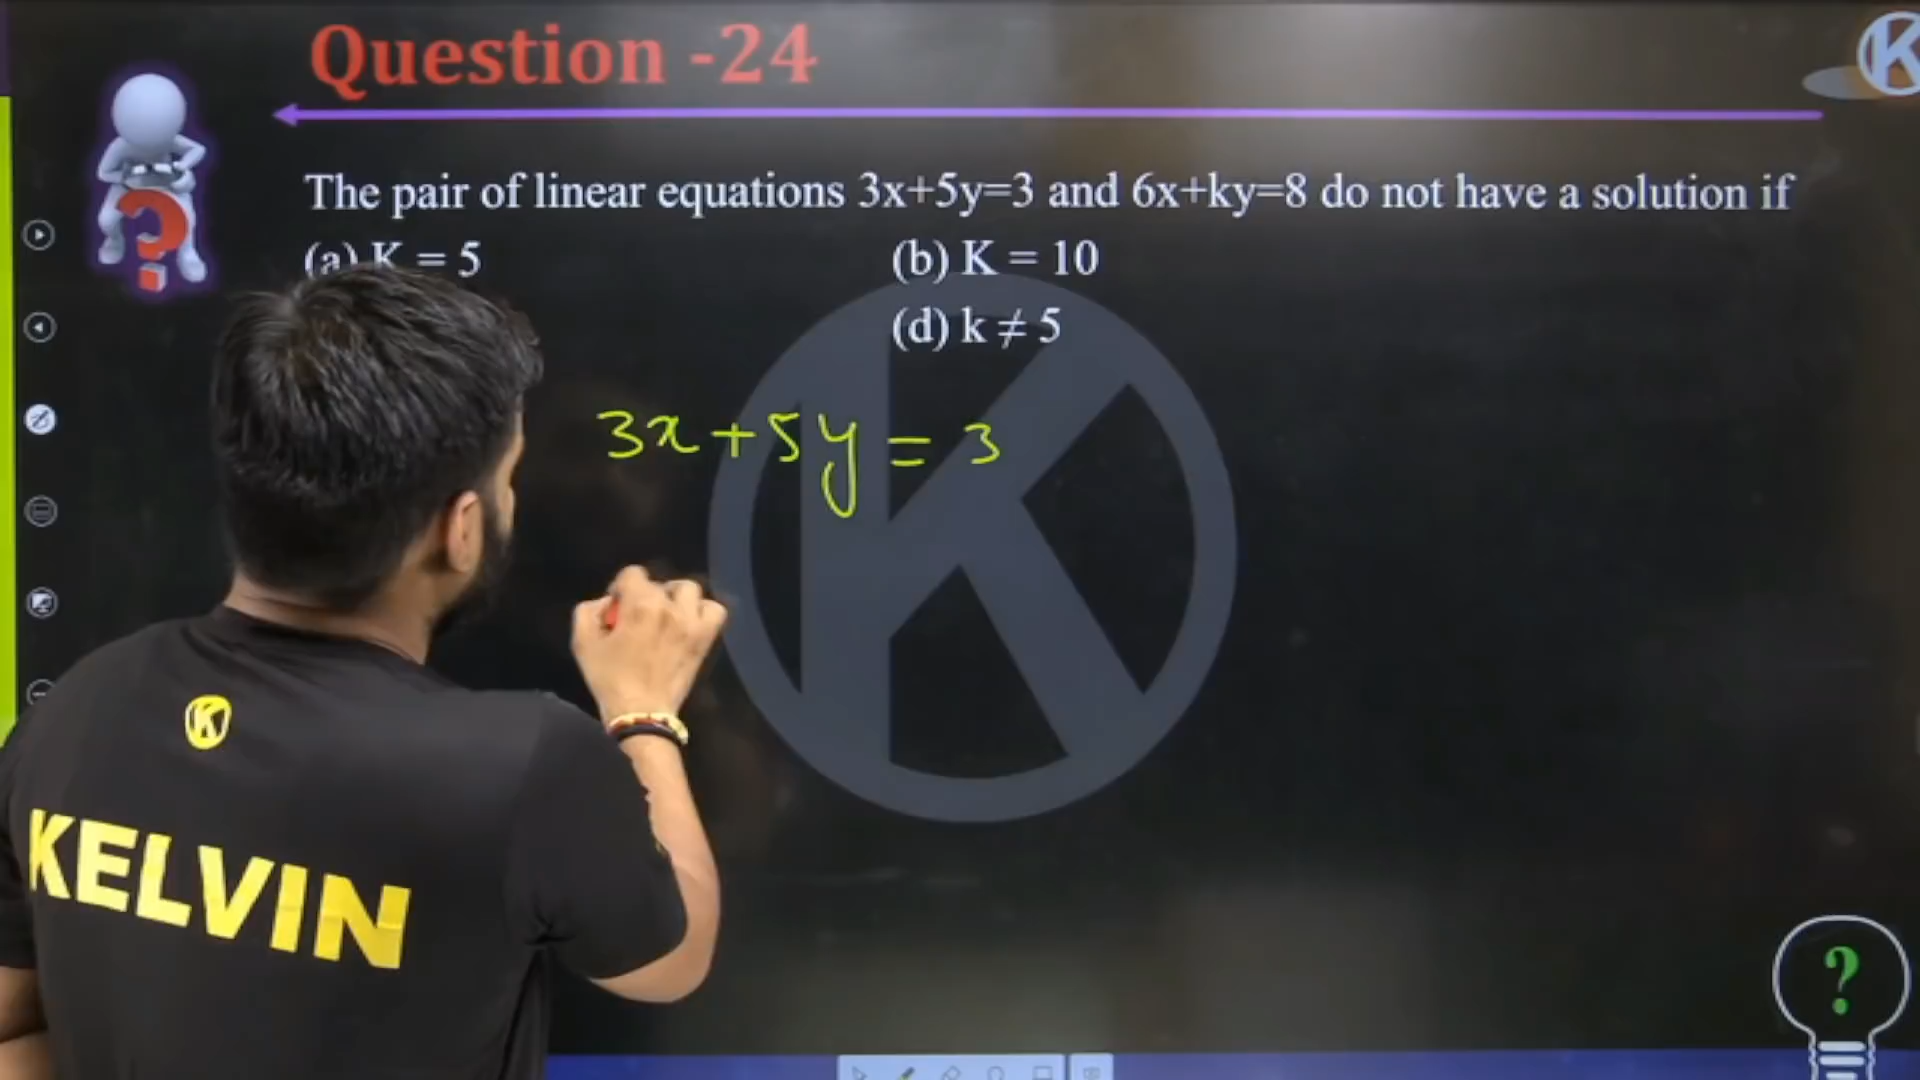 Question -24
K
The pair of linear equations 3x+5y=3 and 6x+ky=8 do not have a solution if
(a) K = 5
(b) K = 10
(d) k ≠ 5
3x+5y = 3
K
KELVIN
?